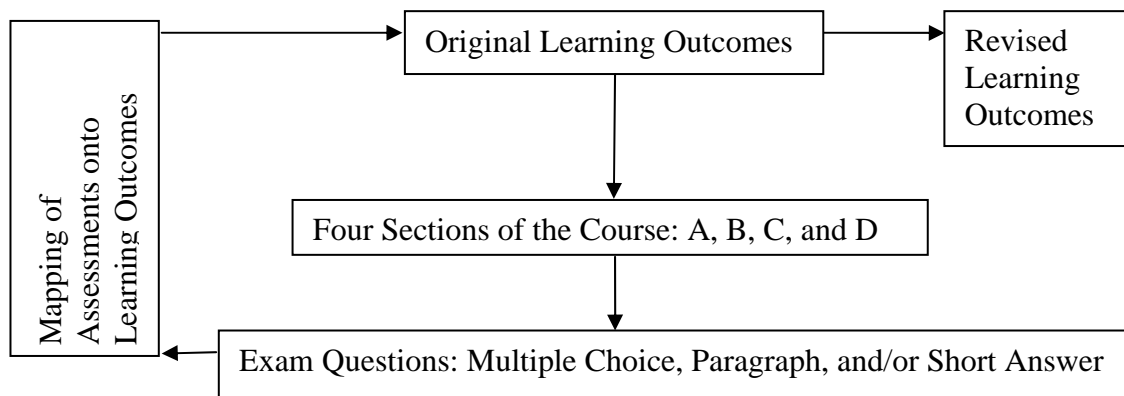 Original Learning Outcomes
Revised
Learning
Outcomes
Mapping of
Assessments onto
Learning Outcomes
Four Sections of the Course: A, B, C, and D
Exam Questions: Multiple Choice, Paragraph, and/or Short Answer